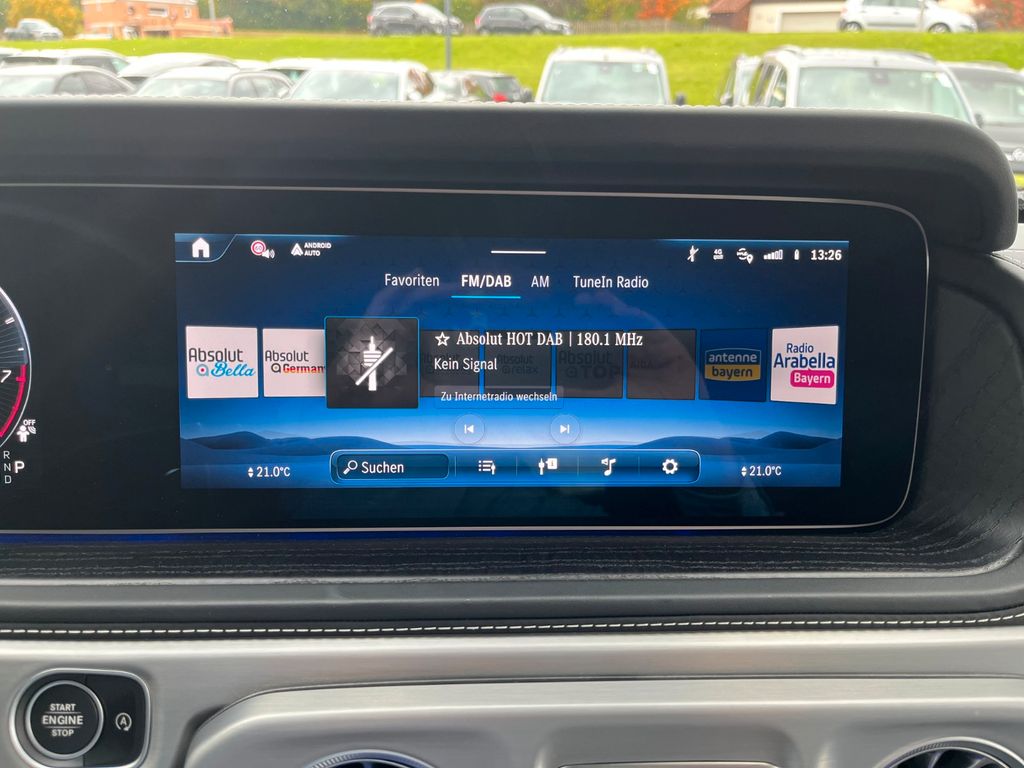 60
ANDROID
AUTO
4G
13:26
Favoriten FM/DAB AM TuneIn Radio
Absolut
Bella
Absolut
German
Absolut HOT DAB | 180.1 MHz
Kein Signal
Zu Internetradio wechseln
relax
Absolut
TOP
antenne
bayern
Radio
Arabella
Bayern
7
OFF
R
N
D
P
21.0°C
Suchen
21.0°C
START
ENGINE
STOP
A